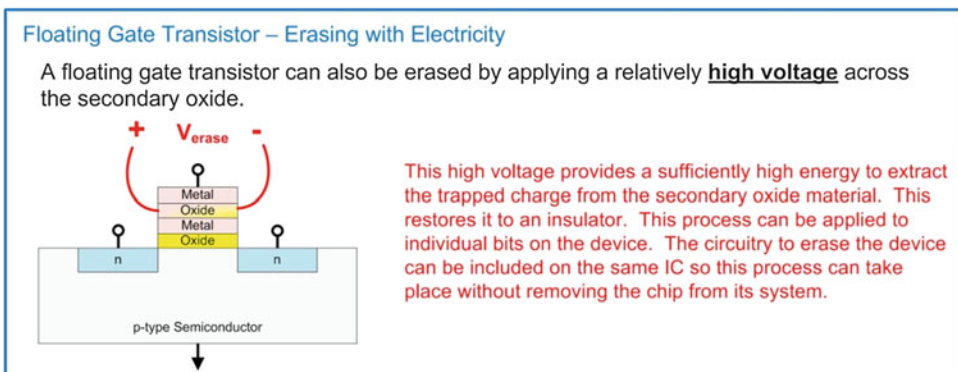 Floating Gate Transistor – Erasing with Electricity
A floating gate transistor can also be erased by applying a relatively high voltage across
the secondary oxide.
+ Verase -
Metal
Oxide
Metal
Oxide
n n
p-type Semiconductor
This high voltage provides a sufficiently high energy to extract
the trapped charge from the secondary oxide material. This
restores it to an insulator. This process can be applied to
individual bits on the device. The circuitry to erase the device
can be included on the same IC so this process can take
place without removing the chip from its system.